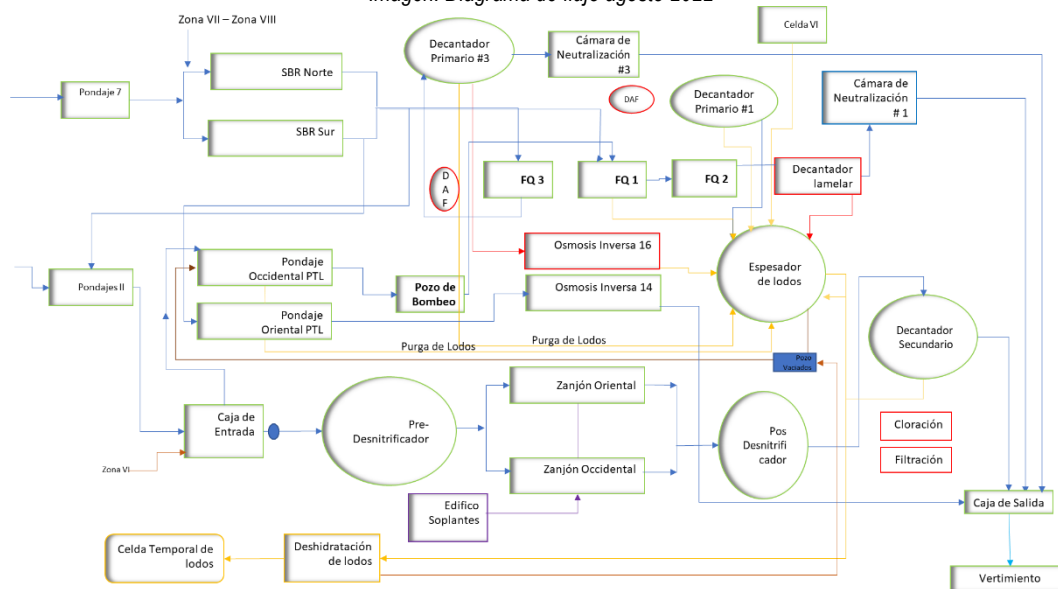 Imagen. Diagrama de flujo agosto 2022
Zona VII – Zona VIII
Pondaje 7
SBR Norte
SBR Sur
Decantador
Primario #3
Cámara de
Neutralización
#3
DAF
Celda VI
Decantador
Primario #1
Cámara de
Neutralización
# 1
D
A
F
FQ 3
FQ 1
FQ 2
Decantador
lamelar
Pondajes II
Pondaje
Occidental PTL
Pondaje
Oriental PTL
Pozo de
Bombeo
Osmosis Inversa 16
Osmosis Inversa 14
Espesador
de lodos
Decantador
Secundario
Purga de Lodos
Purga de Lodos
Pozo
Vaciados
Caja de
Entrada
Zona VI
Pre-
Desnitrificador
Zanjón Oriental
Zanjón Occidental
Pos
Desnitrifi
cador
Cloración
Filtración
Edifico
Soplantes
Caja de Salida
Celda Temporal de
lodos
Deshidratación
de lodos
Vertimiento